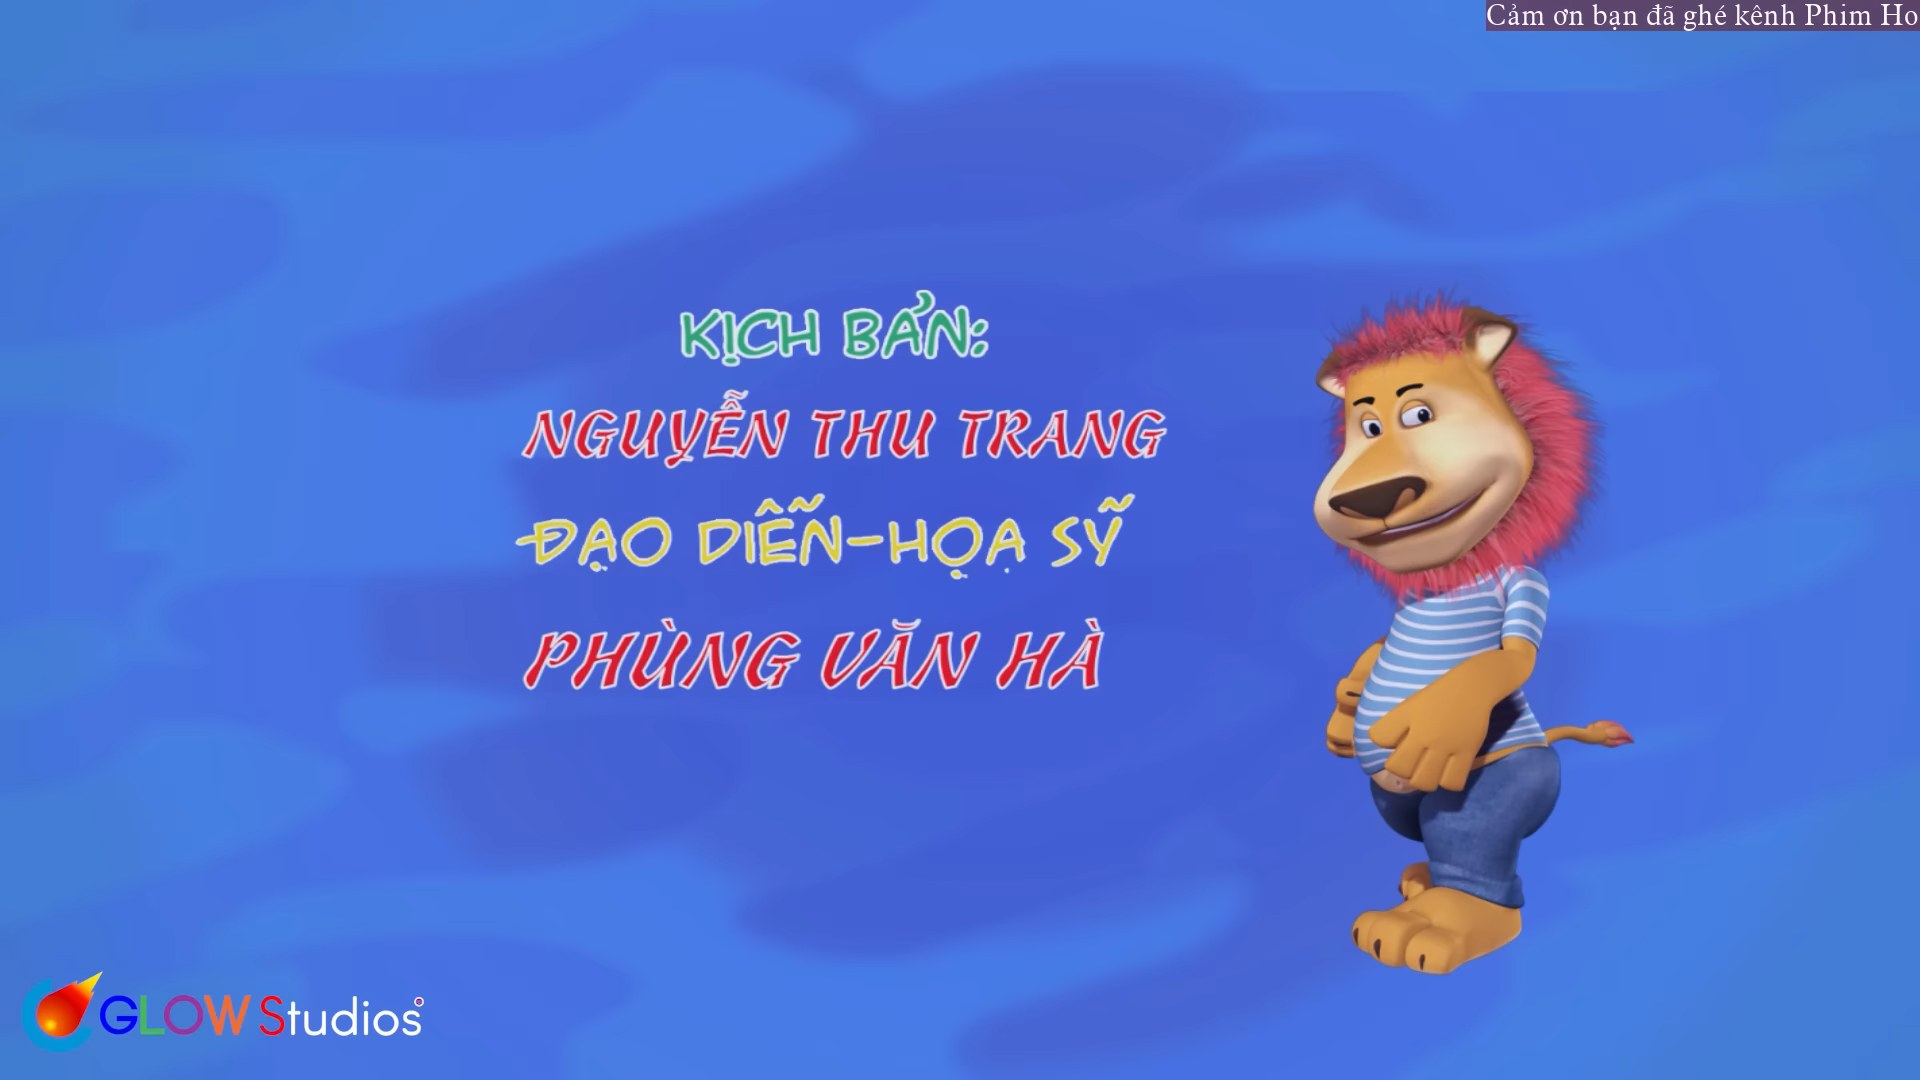 Cảm ơn bạn đã ghé kênh Phim Ho
KỊCH BẢN:
NGUYỄN THU TRANG
ĐẠO DIỄN-HỌA SỸ
PHÙNG VĂN HÀ
GLOW Studios